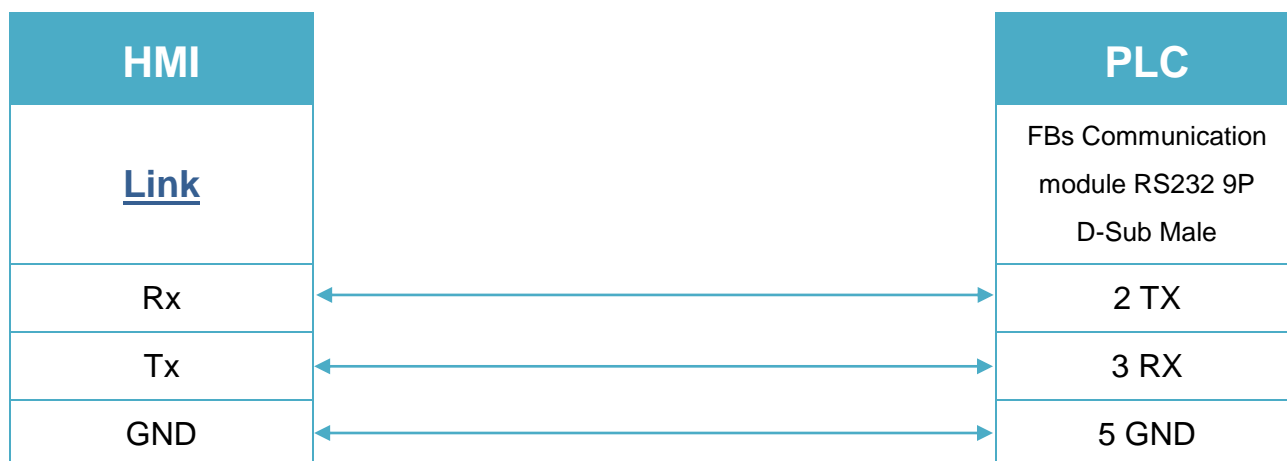 HMI
PLC
Link
FBs Communication
module RS232 9P
D-Sub Male
Rx
2 TX
Tx
3 RX
GND
5 GND